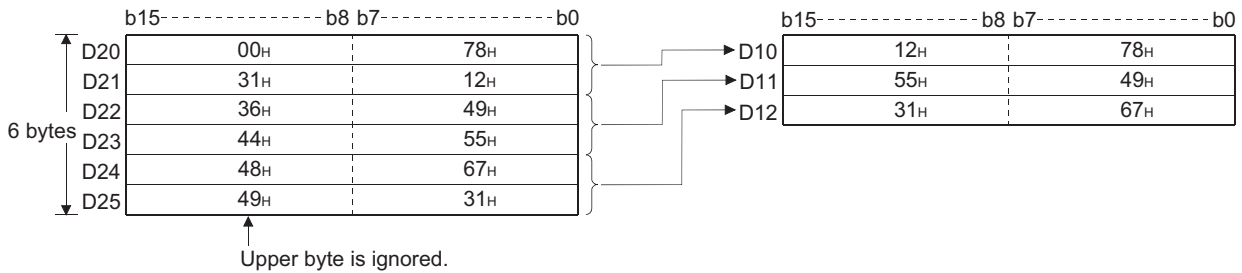 b15 b8 b7 b0 b15 b8 b7 b0
D20 00H 78H D10 12H 78H
D21 31H 12H D11 55H 49H
D22 36H 49H D12 31H 67H
6 bytes
D23 44H 55H
D24 48H 67H
D25 49H 31H
Upper byte is ignored.